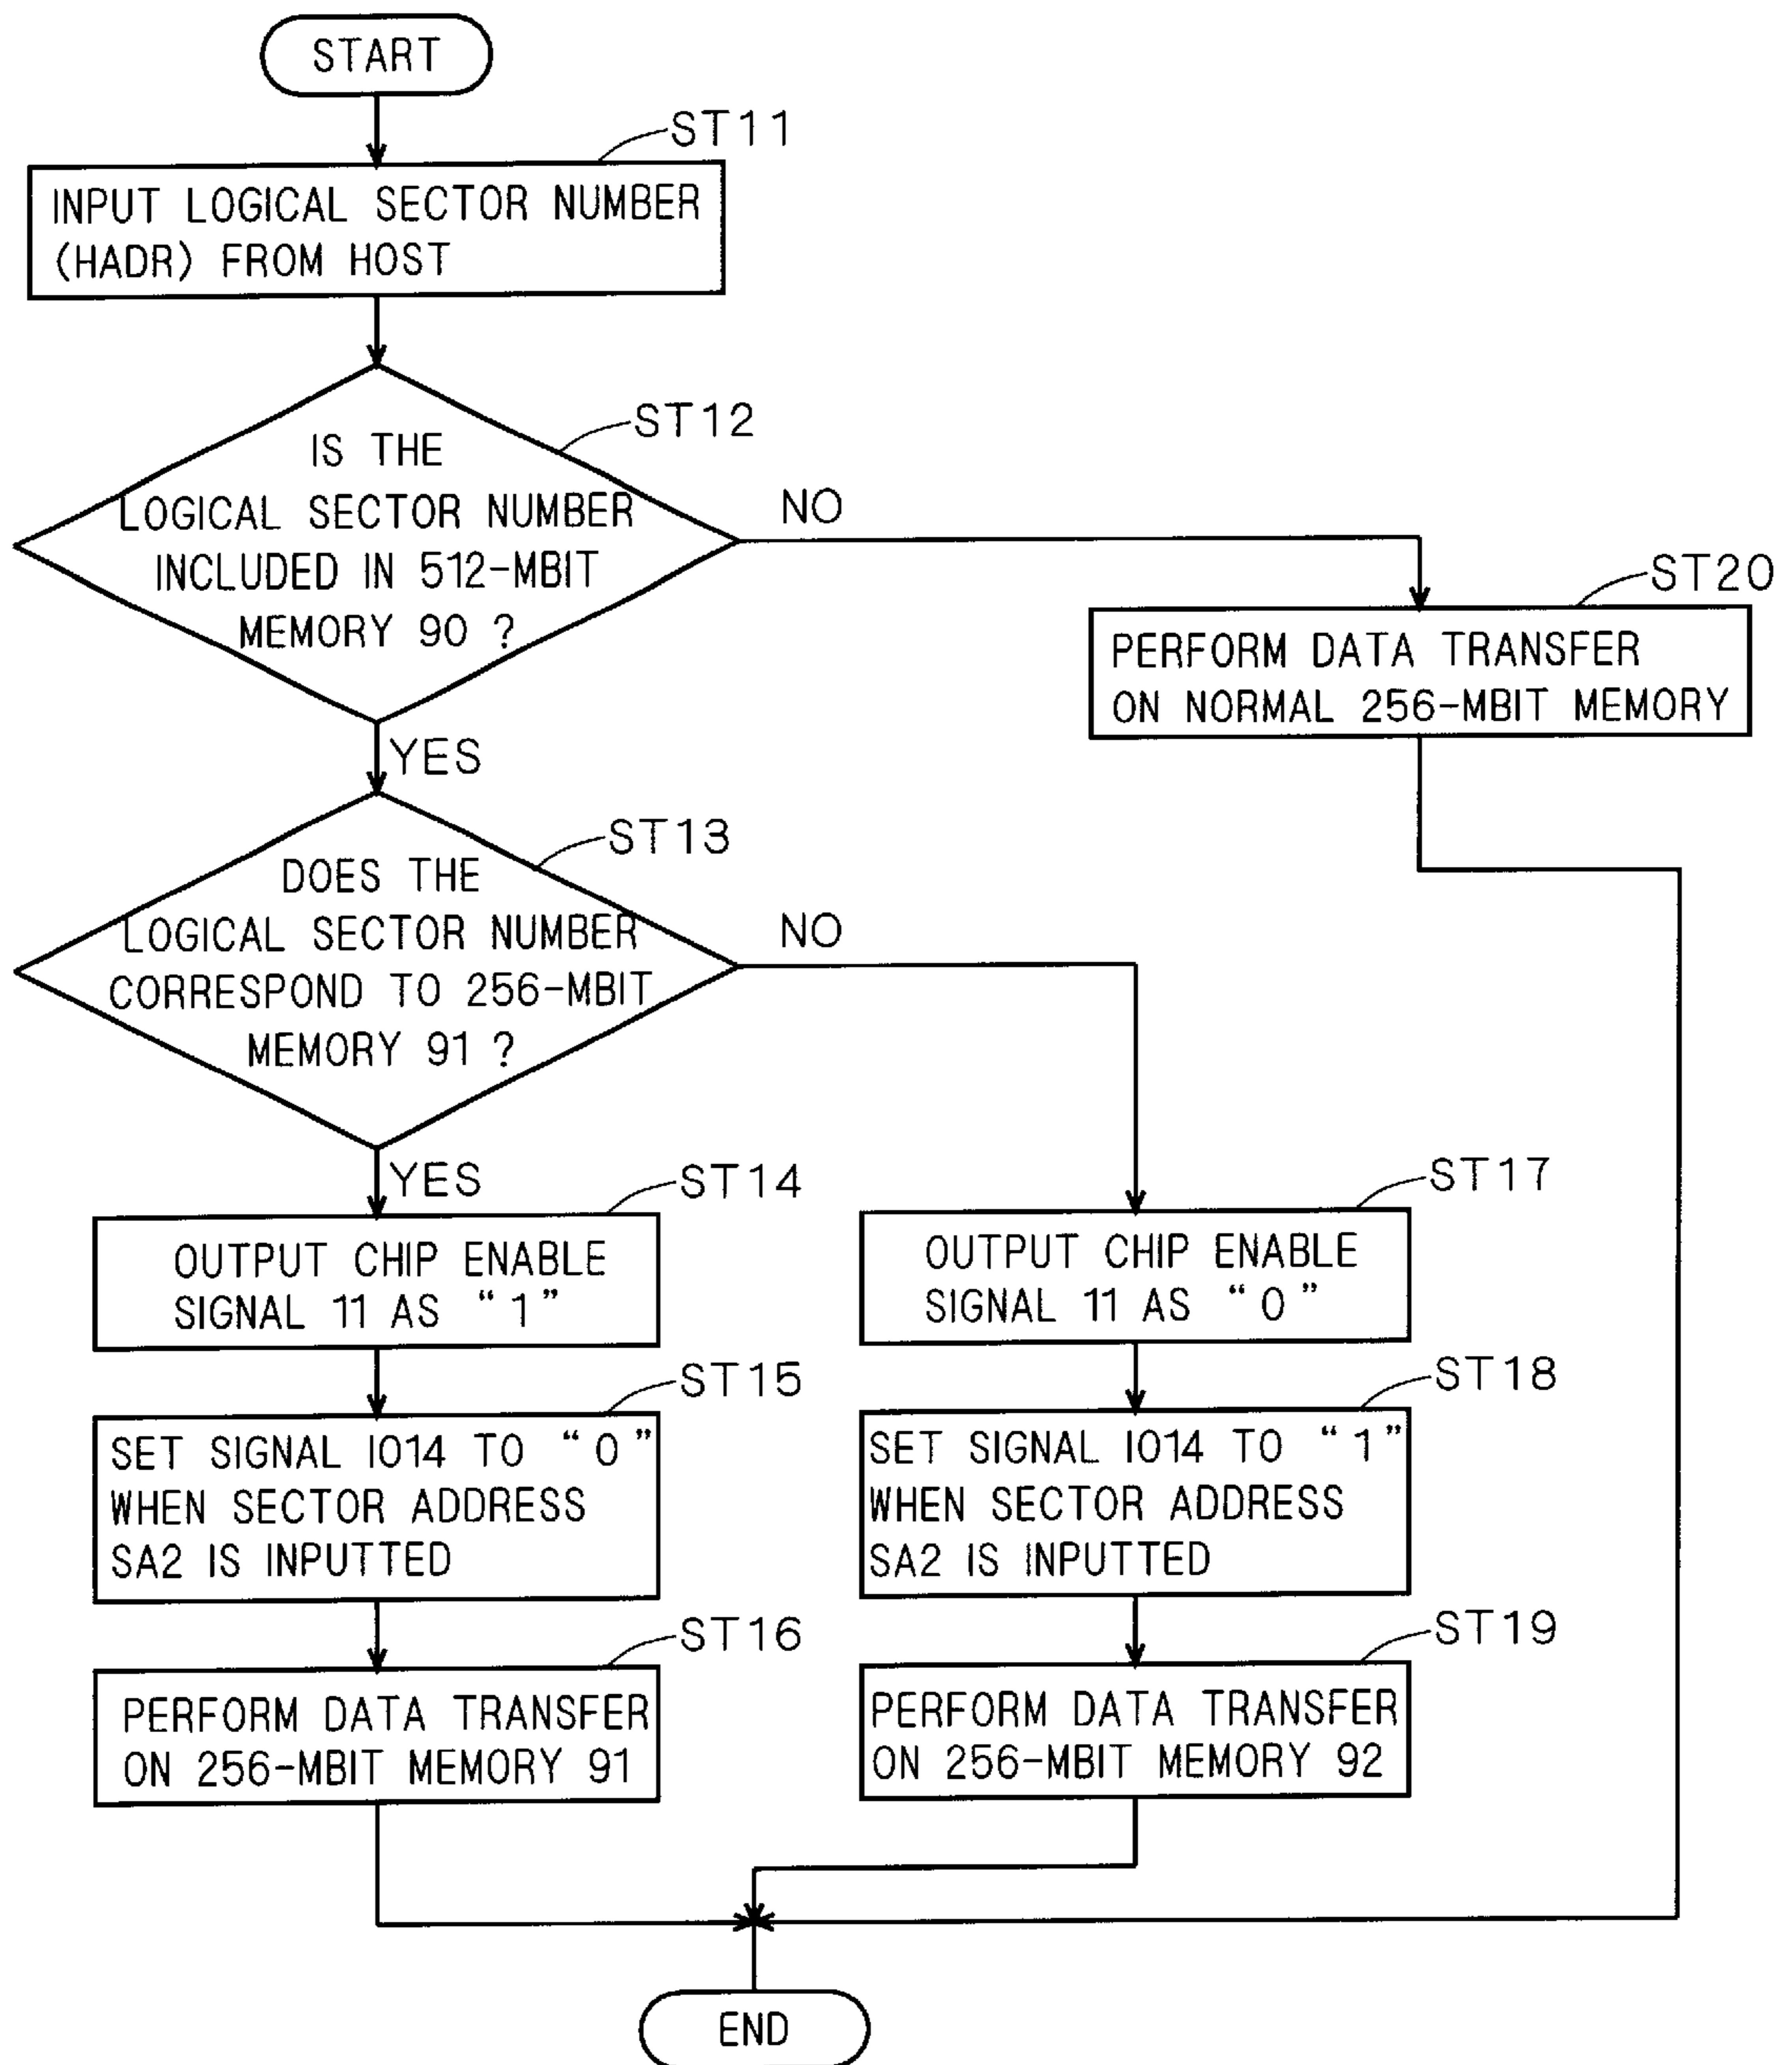 START
ST11
INPUT LOGICAL SECTOR NUMBER
(HADR) FROM HOST
ST12
IS THE
LOGICAL SECTOR NUMBER
INCLUDED IN 512-MBIT
MEMORY 90 ?
NO
YES
ST20
PERFORM DATA TRANSFER
ON NORMAL 256-MBIT MEMORY
ST13
DOES THE
LOGICAL SECTOR NUMBER
CORRESPOND TO 256-MBIT
MEMORY 91 ?
NO
YES
ST14
OUTPUT CHIP ENABLE
SIGNAL 11 AS “ 1 ”
ST15
SET SIGNAL IO14 TO “ 0 ”
WHEN SECTOR ADDRESS
SA2 IS INPUTTED
ST16
PERFORM DATA TRANSFER
ON 256-MBIT MEMORY 91
ST17
OUTPUT CHIP ENABLE
SIGNAL 11 AS “ 0 ”
ST18
SET SIGNAL IO14 TO “ 1 ”
WHEN SECTOR ADDRESS
SA2 IS INPUTTED
ST19
PERFORM DATA TRANSFER
ON 256-MBIT MEMORY 92
END